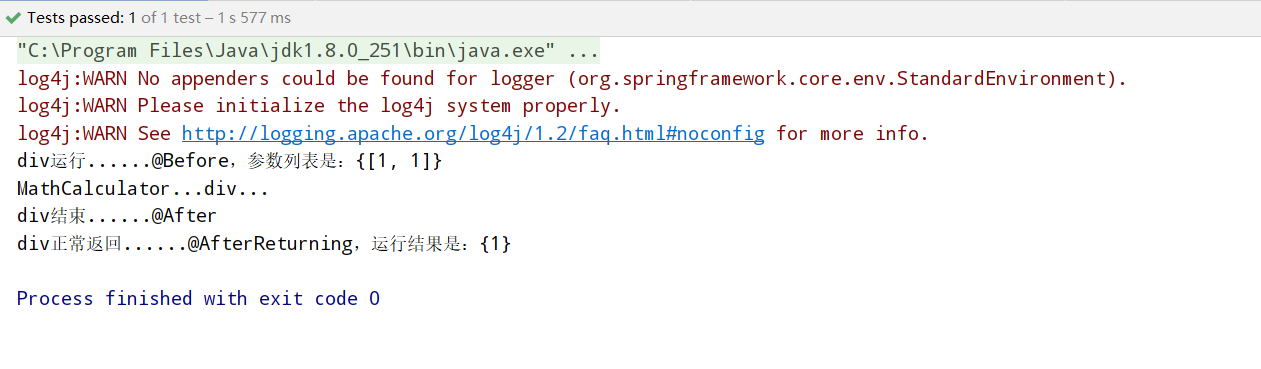 Tests passed: 1 of 1 test – 1 s 577 ms
"C:\Program Files\Java\jdk1.8.0_251\bin\java.exe" ...
log4j:WARN No appenders could be found for logger (org.springframework.core.env.StandardEnvironment).
log4j:WARN Please initialize the log4j system properly.
log4j:WARN See http://logging.apache.org/log4j/1.2/faq.html#noconfig for more info.
div运行......@Before，参数列表是：{[1, 1]}
MathCalculator...div...
div结束......@After
div正常返回......@AfterReturning，运行结果是：{1}
Process finished with exit code 0